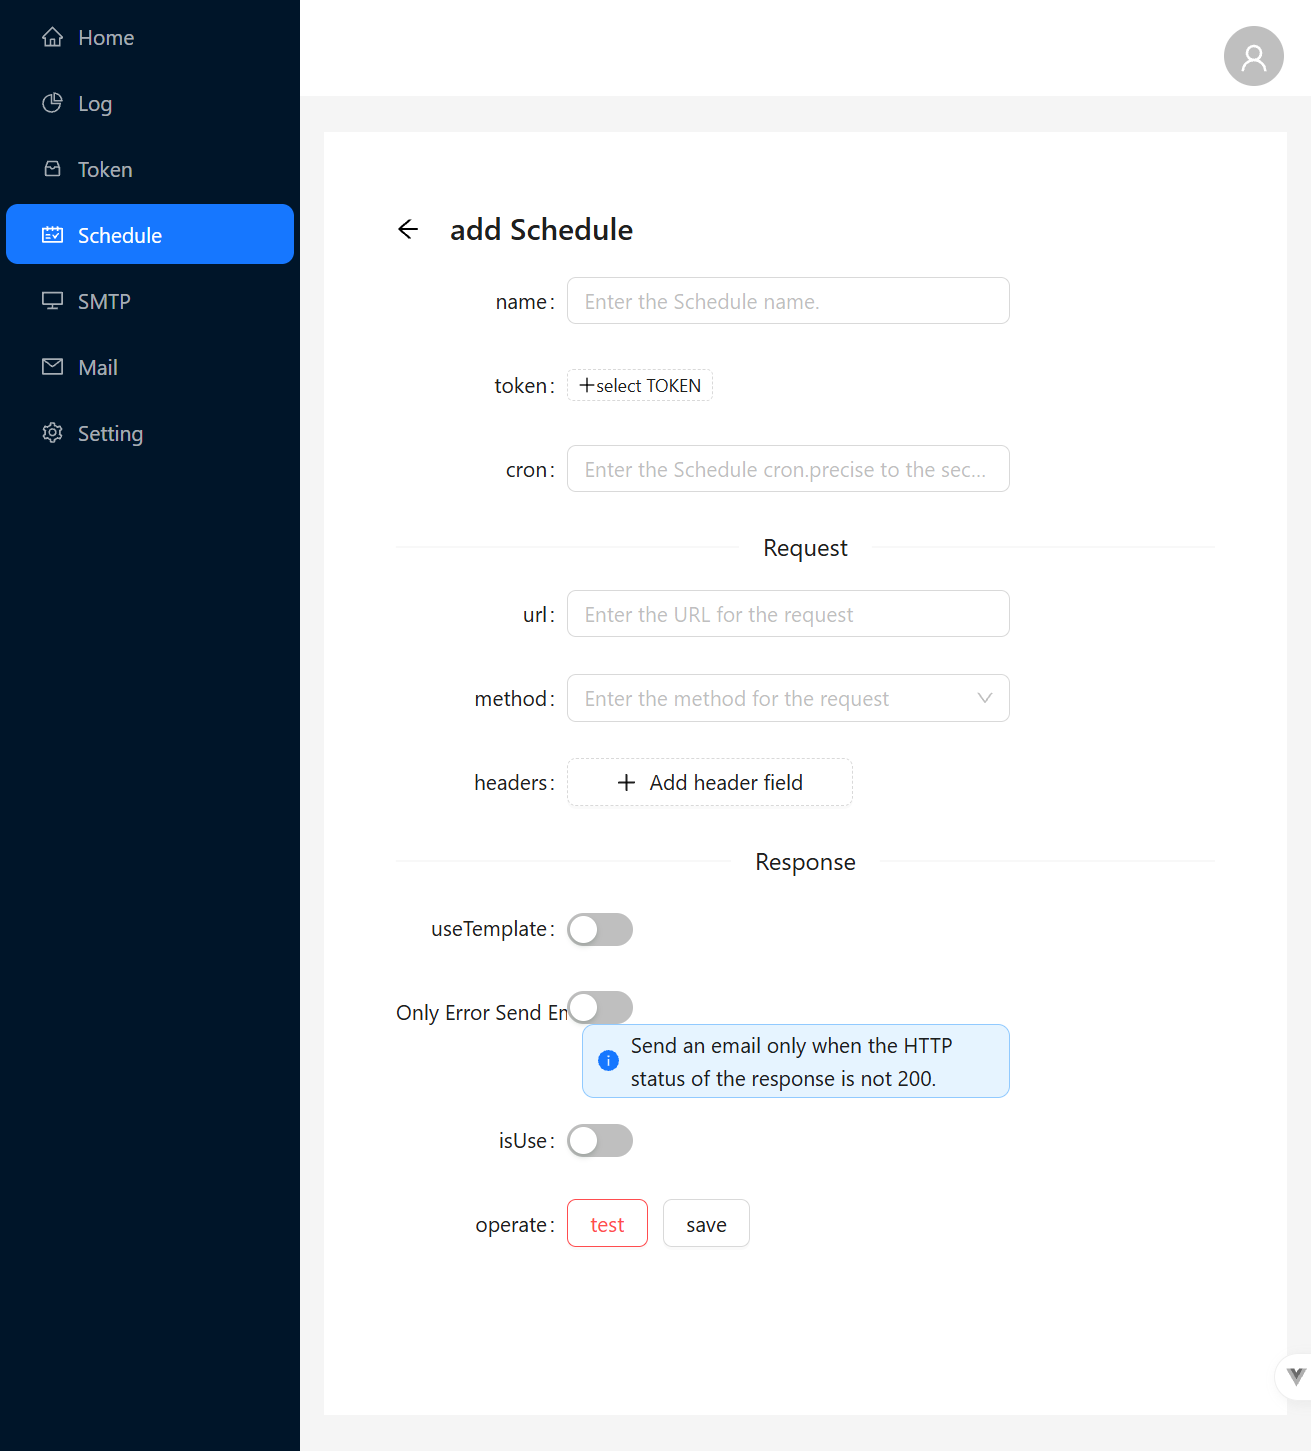 Home
Log
Token
Schedule
SMTP
Mail
Setting
add Schedule
name:
Enter the Schedule name.
token:
+select TOKEN
cron:
Enter the Schedule cron.precise to the sec...
Request
url:
Enter the URL for the request
method:
Enter the method for the request
headers:
+ Add header field
Response
useTemplate:
Only Error Send
Send an email only when the HTTP
status of the response is not 200.
isUse:
operate:
test
save